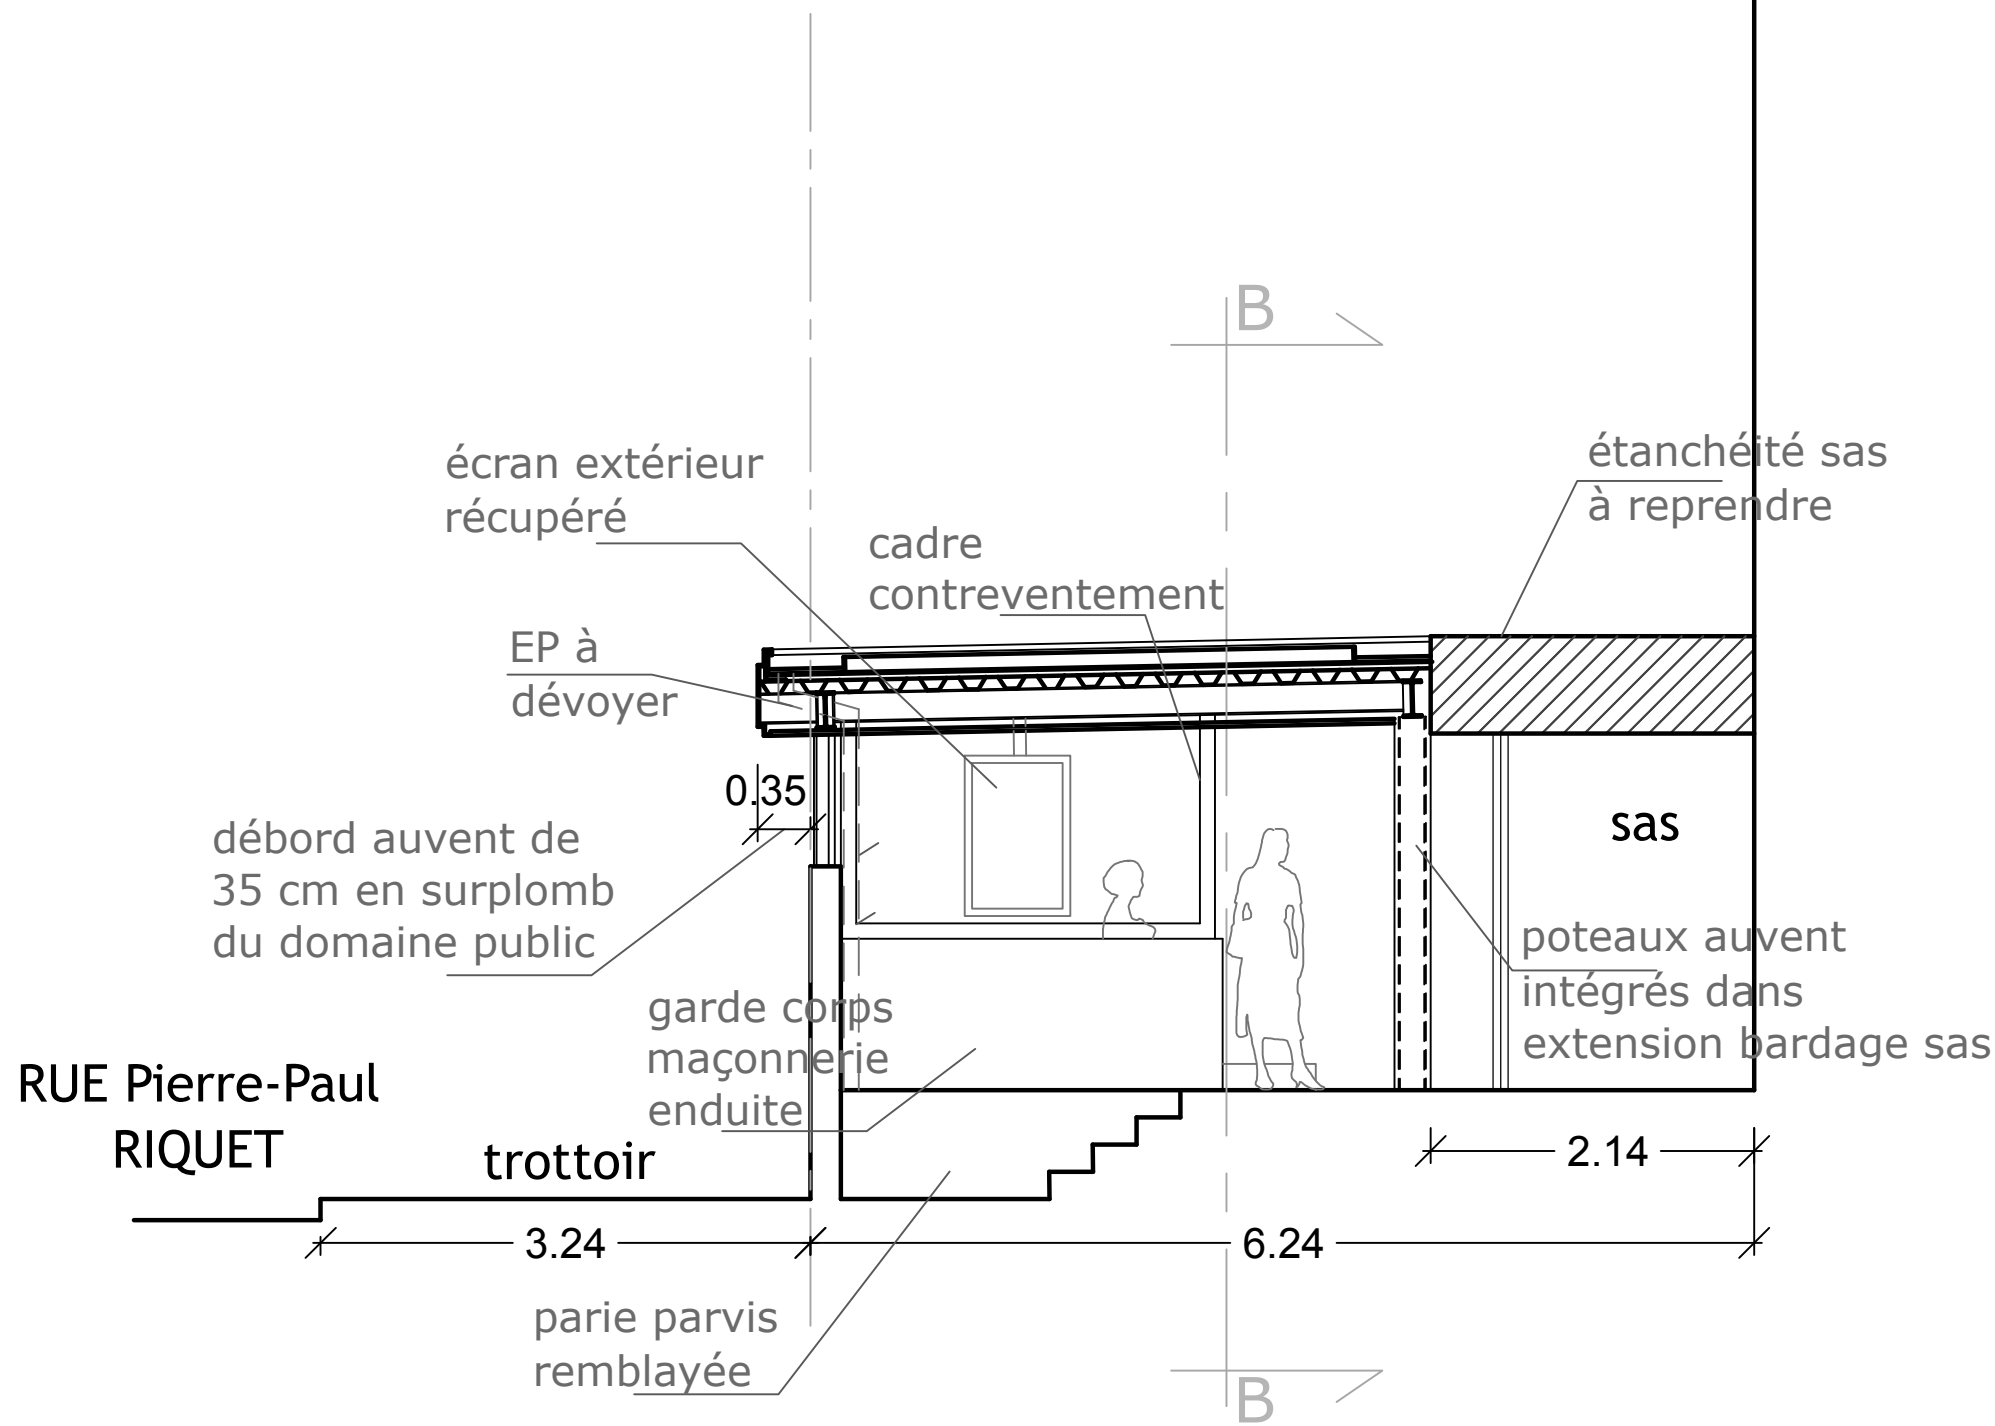 B
étanchéité sas
à reprendre
écran extérieur
récupéré
cadre
contreventement
EP à
dévoyer
0.35
débord auvent de
35 cm en surplomb
du domaine public
sas
poteaux auvent
intégrés dans
extension bardage sas
garde corps
maçonnerie
enduite
RUE Pierre-Paul
RIQUET
trottoir
2.14
3.24
6.24
parie parvis
remblayée
B